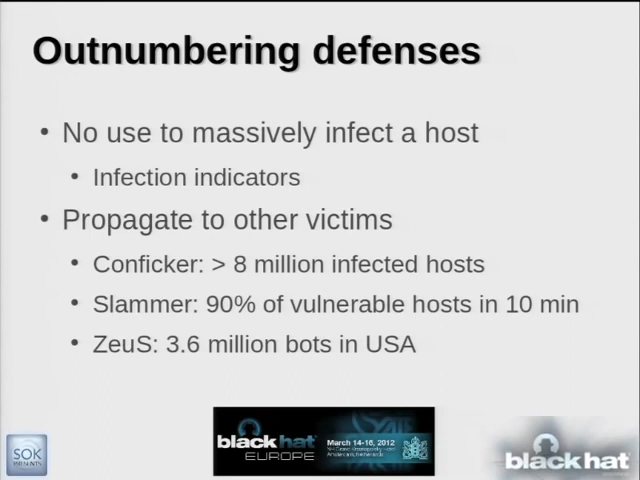 Outnumbering defenses
• No use to massively infect a host
• Infection indicators
• Propagate to other victims
• Conficker: > 8 million infected hosts
• Slammer: 90% of vulnerable hosts in 10 min
• ZeuS: 3.6 million bots in USA
black hat
EUROPE
March 14-16, 2012
SOK
black hat